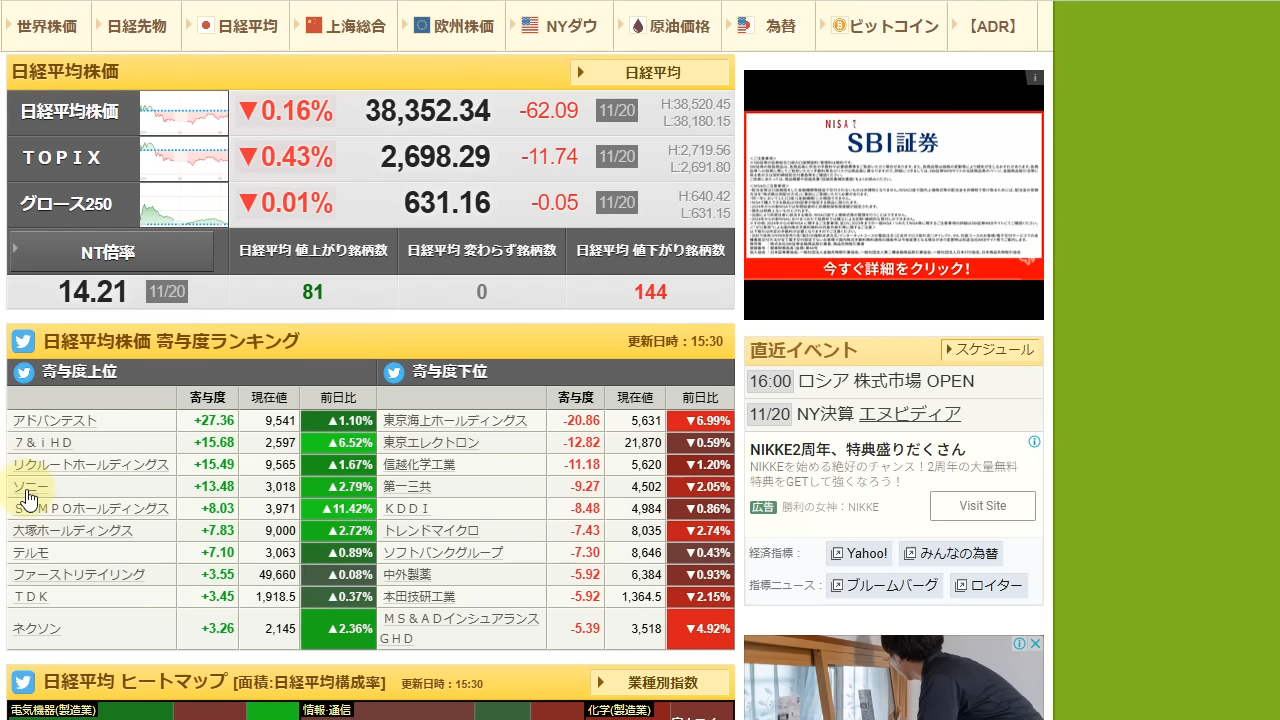 世界株価 日経先物 日経平均 上海総合 欧州株価 NYダウ 原油価格 為替 ビットコイン 【ADR】
日経平均株価 日経平均
日経平均株価 ▼0.16% 38,352.34 -62.09 11/20 H:38,520.45 L:38,180.15
ＴＯＰＩＸ ▼0.43% 2,698.29 -11.74 11/20 H:2,719.56 L:2,691.80
グロース250 ▼0.01% 631.16 -0.05 11/20 H:640.42 L:631.15
NT倍率 日経平均 値上がり銘柄数 日経平均 変わらず銘柄数 日経平均 値下がり銘柄数
14.21 11/20 81 0 144
日経平均株価 寄与度ランキング 更新日時：15:30
寄与度上位 寄与度下位
寄与度 現在値 前日比 寄与度 現在値 前日比
アドバンテスト +27.36 9,541 ▲1.10% 東京海上ホールディングス -20.86 5,631 ▼6.99%
７＆ｉＨＤ +15.68 2,597 ▲6.52% 東京エレクトロン -12.82 21,870 ▼0.59%
リクルートホールディングス +15.49 9,565 ▲1.67% 信越化学工業 -11.18 5,620 ▼1.20%
ソニー +13.48 3,018 ▲2.79% 第一三共 -9.27 4,502 ▼2.05%
ＳＯＭＰＯホールディングス +8.03 3,971 ▲11.42% ＫＤＤＩ -8.48 4,984 ▼0.86%
大塚ホールディングス +7.83 9,000 ▲2.72% トレンドマイクロ -7.43 8,035 ▼2.74%
テルモ +7.10 3,063 ▲0.89% ソフトバンクグループ -7.30 8,646 ▼0.43%
ファーストリテイリング +3.55 49,660 ▲0.08% 中外製薬 -5.92 6,384 ▼0.93%
ＴＤＫ +3.45 1,918.5 ▲0.37% 本田技研工業 -5.92 1,364.5 ▼2.15%
ネクソン +3.26 2,145 ▲2.36% ＭＳ＆ＡＤインシュアランスＧＨＤ -5.39 3,518 ▼4.92%
日経平均 ヒートマップ [面積:日経平均構成率] 更新日時：15:30 業種別指数
電気機器(製造業) 情報·通信 化学(製造業)
NISA
SBI証券
今すぐ詳細をクリック!
直近イベント スケジュール
16:00 ロシア 株式市場 OPEN
11/20 NY決算 エヌビディア
NIKKE2周年、特典盛りだくさん
NIKKEを始める絶好のチャンス！2周年の大量無料
特典をGETして強くなろう！
広告 勝利の女神：NIKKE Visit Site
経済指標： Yahoo! みんなの為替
指標ニュース： ブルームバーグ ロイター